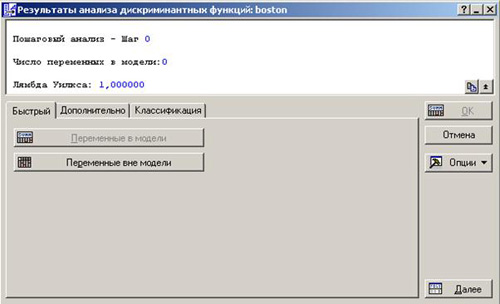 Результаты анализа дискриминантных функций: boston
Пошаговый анализ - Шаг 0
Число переменных в модели:0
Лямбда Уилкса: 1,000000
Быстрый Дополнительно Классификация
Переменные в модели
Переменные вне модели
OK
Отмена
Опции
Далее